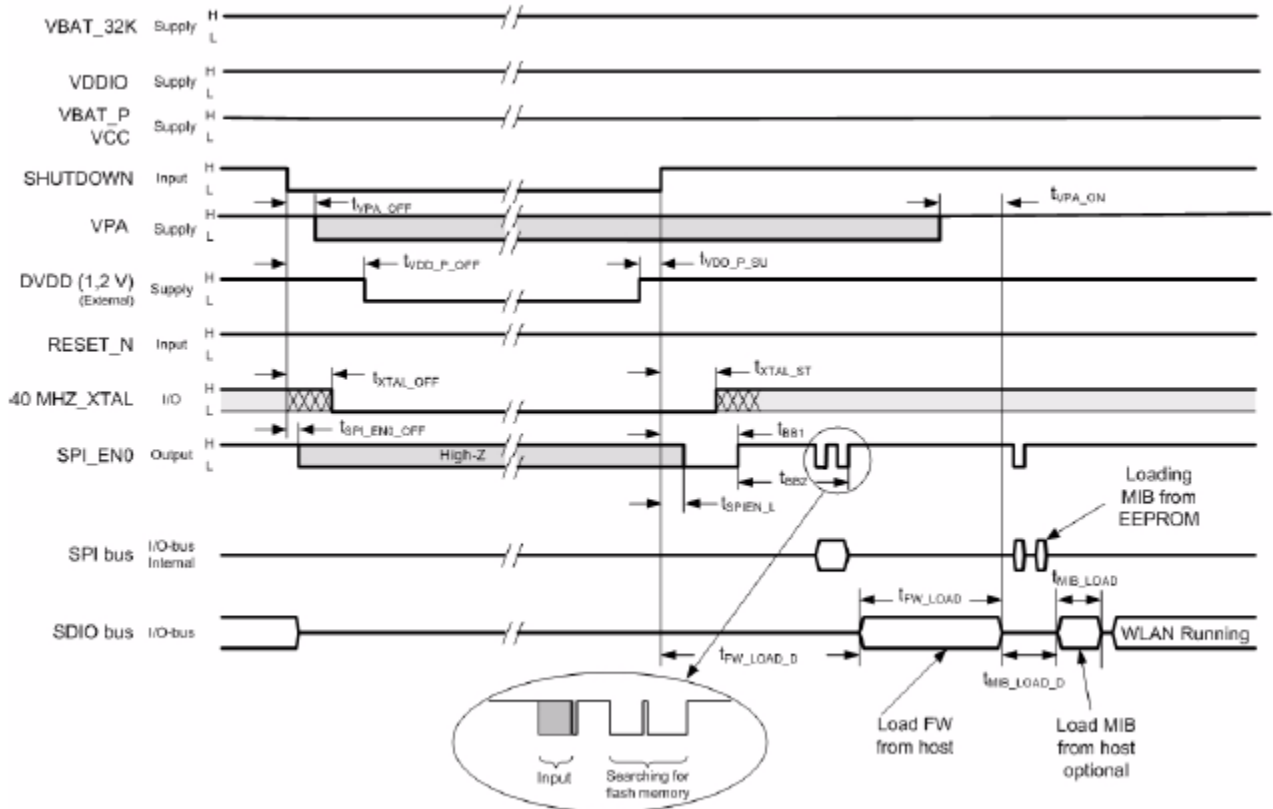 VBAT_32K Supply H
L
VDDIO Supply H
L
VBAT_P
VCC Supply H
L
SHUTDOWN Input H
L
tVPA_OFF tVPA_ON
VPA Supply H
L
tVDD_P_OFF tVDD_P_SU
DVDD (1,2 V)
(External) Supply H
L
RESET_N Input H
L
tXTAL_OFF tXTAL_ST
40 MHZ_XTAL I/O H
L
tSPI_EN0_OFF tBB1
SPI_EN0 Output H
L
High-Z
tBB2
tSPIEN_L
Loading
MIB from
EEPROM
SPI bus I/O-bus
Internal
tMIB_LOAD
tFW_LOAD
SDIO bus I/O-bus WLAN Running
tFW_LOAD_D tMIB_LOAD_D
Load FW
from host
Load MIB
from host
optional
Input Searching for
flash memory